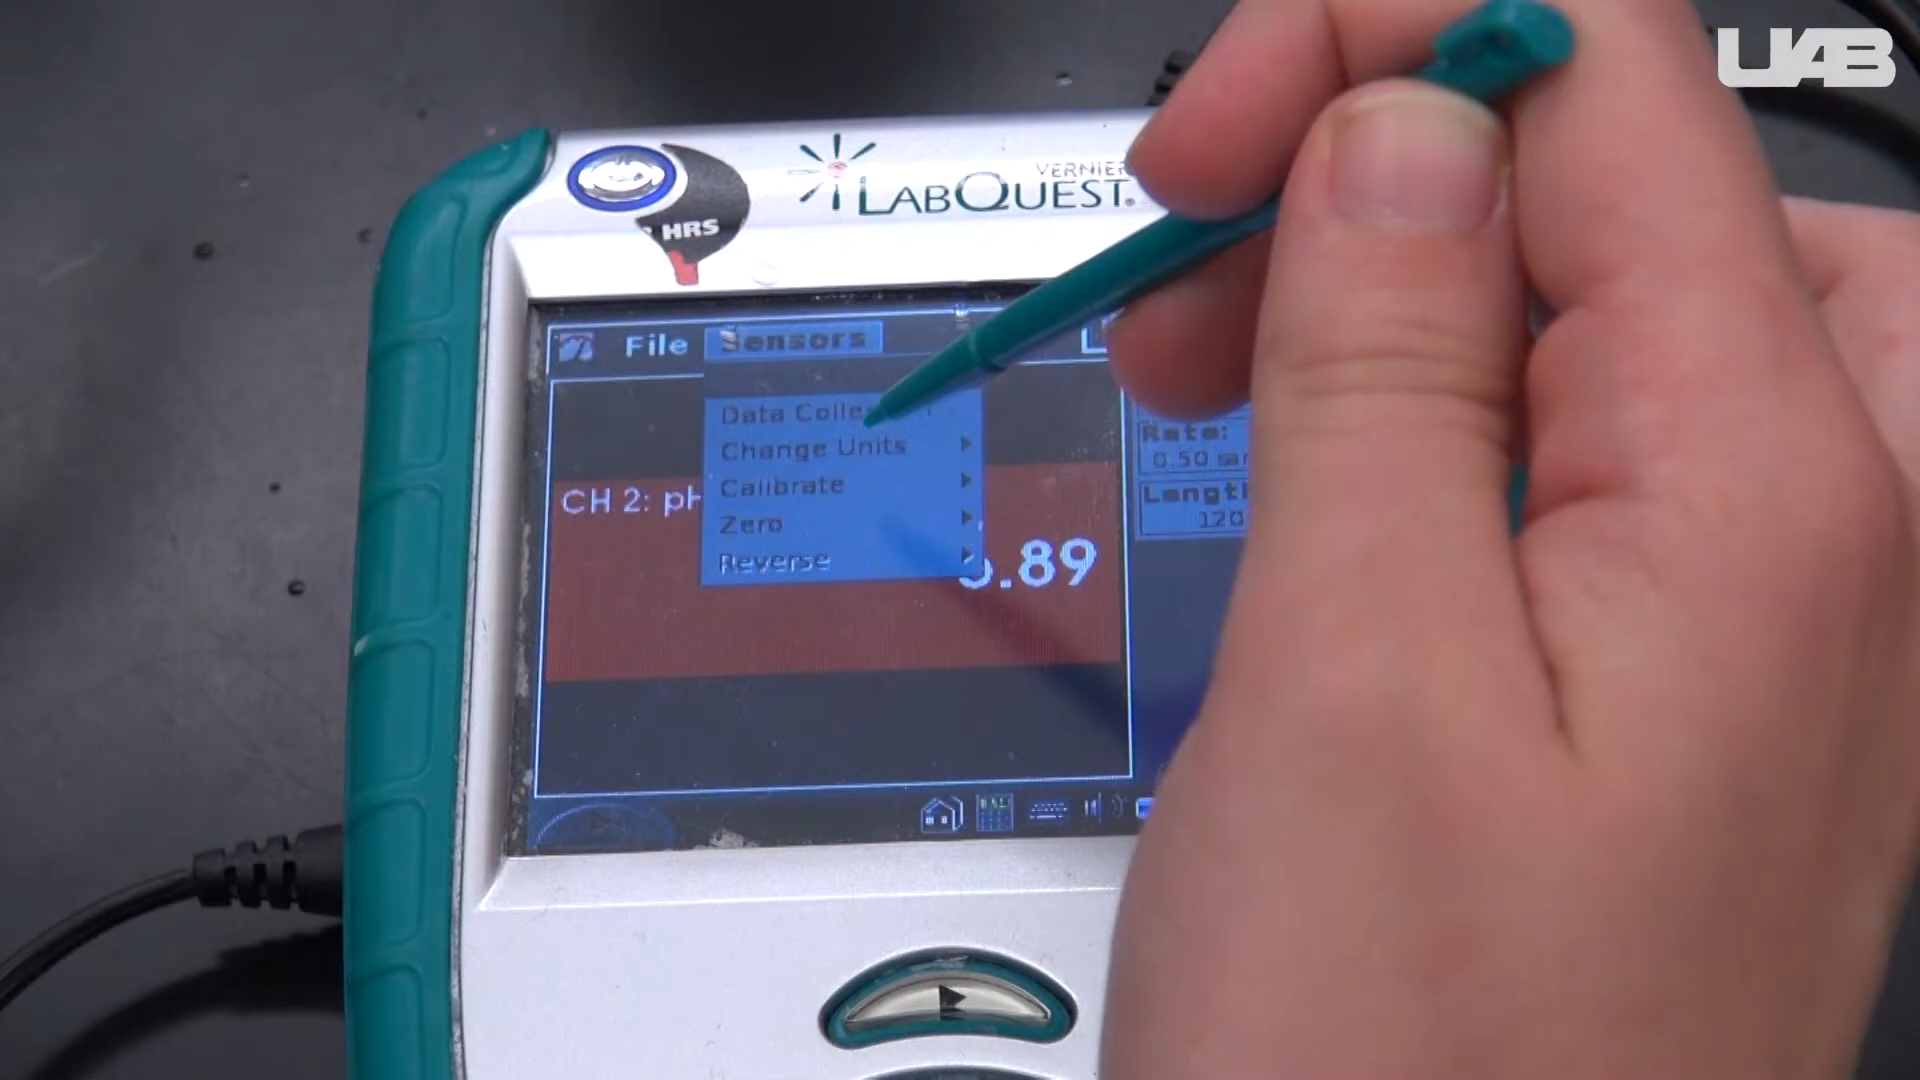 UAB
VERNIER
LABQUEST®
HRS
File Sensors
Data
Change Units
Calibrate
Zero
Reverse
CH 2: pH
.89
Rate:
0.50
Length
120